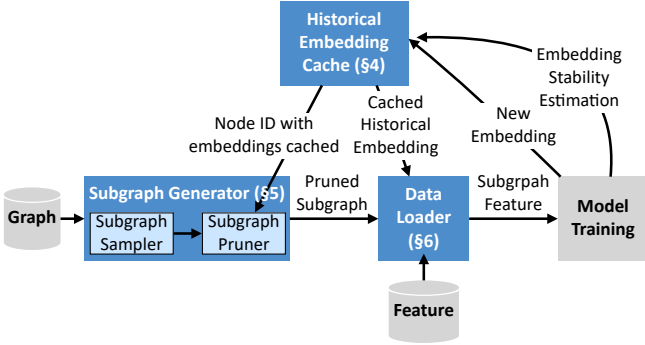 Historical
Embedding
Cache (§4)
Embedding
Stability
Estimation
Node ID with
embeddings cached
Cached
Historical
Embedding
New
Embedding
Graph
Subgraph Generator (§5)
Subgraph
Sampler
Subgraph
Pruner
Pruned
Subgraph
Data
Loader
(§6)
Subgrpah
Feature
Model
Training
Feature